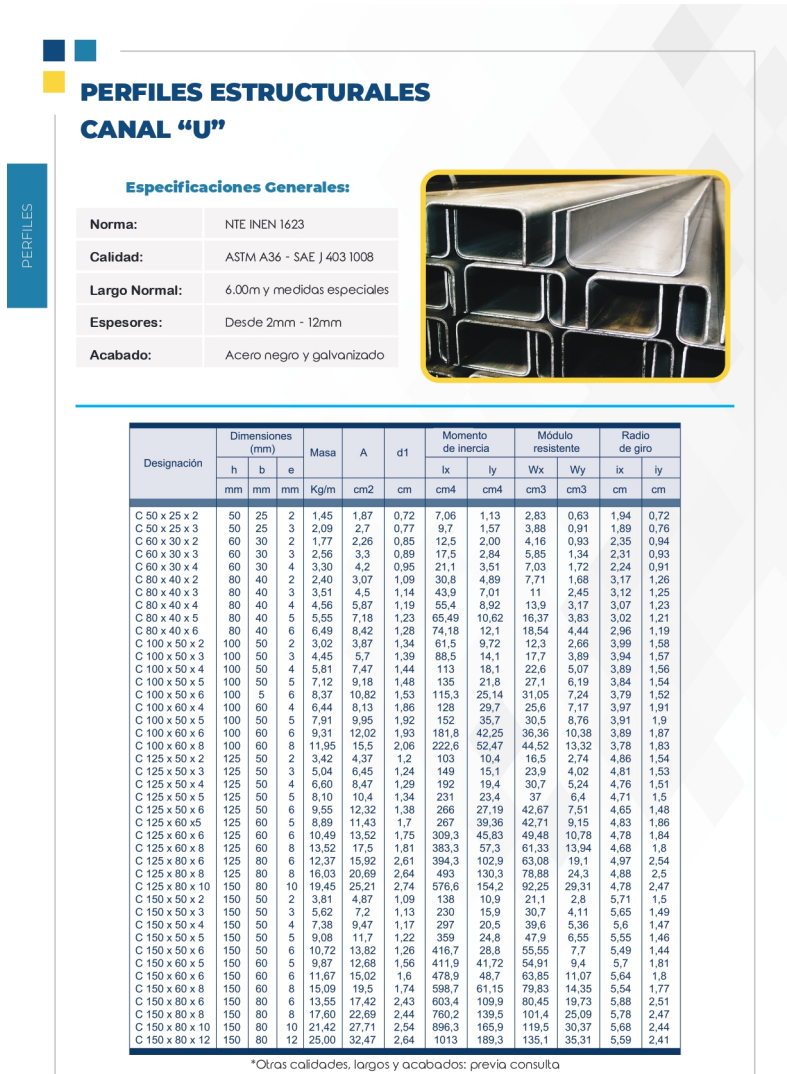 PERFILES ESTRUCTURALES
CANAL “U”
PERFILES
Especificaciones Generales:
Norma: NTE INEN 1623
Calidad: ASTM A36 - SAE J 403 1008
Largo Normal: 6.00m y medidas especiales
Espesores: Desde 2mm - 12mm
Acabado: Acero negro y galvanizado
Designación Dimensiones (mm) Masa A d1 Momento de inercia Módulo resistente Radio de giro
h b e Ix Iy Wx Wy ix iy
mm mm mm Kg/m cm2 cm cm4 cm4 cm3 cm3 cm cm
C 50 x 25 x 2 50 25 2 1,45 1,87 0,72 7,06 1,13 2,83 0,63 1,94 0,72
C 50 x 25 x 3 50 25 3 2,09 2,7 0,77 9,7 1,57 3,88 0,91 1,89 0,76
C 60 x 30 x 2 60 30 2 1,77 2,26 0,85 12,5 2,00 4,16 0,93 2,35 0,94
C 60 x 30 x 3 60 30 3 2,56 3,3 0,89 17,5 2,84 5,85 1,34 2,31 0,93
C 60 x 30 x 4 60 30 4 3,30 4,2 0,95 21,1 3,51 7,03 1,72 2,24 0,91
C 80 x 40 x 2 80 40 2 2,40 3,07 1,09 30,8 4,89 7,71 1,68 3,17 1,26
C 80 x 40 x 3 80 40 3 3,51 4,5 1,14 43,9 7,01 11 2,45 3,12 1,25
C 80 x 40 x 4 80 40 4 4,56 5,87 1,19 55,4 8,92 13,9 3,17 3,07 1,23
C 80 x 40 x 5 80 40 5 5,55 7,18 1,23 65,49 10,62 16,37 3,83 3,02 1,21
C 80 x 40 x 6 80 40 6 6,49 8,42 1,28 74,18 12,1 18,54 4,44 2,96 1,19
C 100 x 50 x 2 100 50 2 3,02 3,87 1,34 61,5 9,72 12,3 2,66 3,99 1,58
C 100 x 50 x 3 100 50 3 4,45 5,7 1,39 88,5 14,1 17,7 3,89 3,94 1,57
C 100 x 50 x 4 100 50 4 5,81 7,47 1,44 113 18,1 22,6 5,07 3,89 1,56
C 100 x 50 x 5 100 50 5 7,12 9,18 1,48 135 21,8 27,1 6,19 3,84 1,54
C 100 x 50 x 6 100 5 6 8,37 10,82 1,53 115,3 25,14 31,05 7,24 3,79 1,52
C 100 x 60 x 4 100 60 4 6,44 8,13 1,86 128 29,7 25,6 7,17 3,97 1,91
C 100 x 50 x 5 100 60 5 7,91 9,95 1,92 152 35,7 30,5 8,76 3,91 1,9
C 100 x 60 x 6 100 60 6 9,31 12,02 1,93 181,8 42,25 36,36 10,38 3,89 1,87
C 100 x 60 x 8 100 60 8 11,95 15,5 2,06 222,6 52,47 44,52 13,32 3,78 1,83
C 125 x 50 x 2 125 50 2 3,42 4,37 1,2 103 10,4 16,5 2,74 4,86 1,54
C 125 x 50 x 3 125 50 3 5,04 6,45 1,24 149 15,1 23,9 4,02 4,81 1,53
C 125 x 50 x 4 125 50 4 6,60 8,47 1,29 192 19,4 30,7 5,24 4,76 1,51
C 125 x 50 x 5 125 50 5 8,10 10,4 1,34 231 23,4 37 6,4 4,71 1,5
C 125 x 50 x 6 125 50 6 9,55 12,32 1,38 266 27,19 42,67 7,51 4,65 1,48
C 125 x 60 x5 125 60 5 8,89 11,43 1,7 267 39,36 42,71 9,15 4,83 1,86
C 125 x 60 x 6 125 60 6 10,49 13,52 1,75 309,3 45,83 49,48 10,78 4,78 1,84
C 125 x 60 x 8 125 60 8 13,52 17,5 1,81 383,3 57,3 61,33 13,94 4,68 1,8
C 125 x 80 x 6 125 80 6 12,37 15,92 2,61 394,3 102,9 63,08 19,1 4,97 2,54
C 125 x 80 x 8 125 80 8 16,03 20,69 2,64 493 130,3 78,88 24,3 4,88 2,5
C 125 x 80 x 10 150 80 10 19,45 25,21 2,74 576,6 154,2 92,25 29,31 4,78 2,47
C 150 x 50 x 2 150 50 2 3,81 4,87 1,09 138 10,9 21,1 2,8 5,71 1,5
C 150 x 50 x 3 150 50 3 5,62 7,2 1,13 230 15,9 30,7 4,11 5,65 1,49
C 150 x 50 x 4 150 50 4 7,38 9,47 1,17 297 20,5 39,6 5,36 5,6 1,47
C 150 x 50 x 5 150 50 5 9,08 11,7 1,22 359 24,8 47,9 6,55 5,55 1,46
C 150 x 50 x 6 150 50 6 10,72 13,82 1,26 416,7 28,8 55,55 7,7 5,49 1,44
C 150 x 60 x 5 150 60 5 9,87 12,68 1,56 411,9 41,72 54,91 9,4 5,7 1,81
C 150 x 60 x 6 150 60 6 11,67 15,02 1,6 478,9 48,7 63,85 11,07 5,64 1,8
C 150 x 60 x 8 150 60 8 15,09 19,5 1,74 598,7 61,15 79,83 14,35 5,54 1,77
C 150 x 80 x 6 150 80 6 13,55 17,42 2,43 603,4 109,9 80,45 19,73 5,88 2,51
C 150 x 80 x 8 150 80 8 17,60 22,69 2,44 760,2 139,5 101,4 25,09 5,78 2,47
C 150 x 80 x 10 150 80 10 21,42 27,71 2,54 896,3 165,9 119,5 30,37 5,68 2,44
C 150 x 80 x 12 150 80 12 25,00 32,47 2,64 1013 189,3 135,1 35,31 5,59 2,41
*Otras calidades, largos y acabados: previa consulta